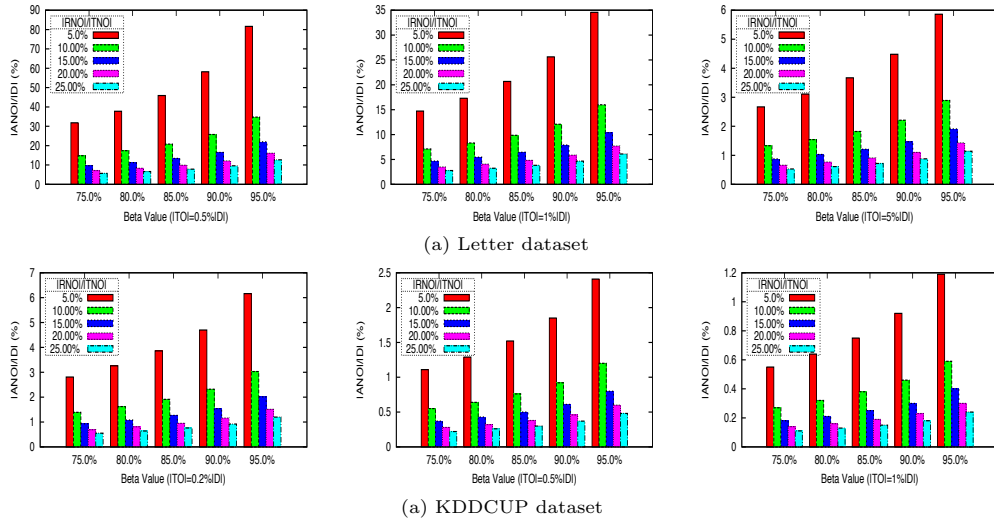 |ANO|/|D| (%)
90
80
70
60
50
40
30
20
10
0
|RNO|/|TNO|
5.0%
10.00%
15.00%
20.00%
25.00%
75.0% 80.0% 85.0% 90.0% 95.0%
Beta Value (|TO|=0.5%|D|)
|ANO|/|D| (%)
35
30
25
20
15
10
5
0
|RNO|/|TNO|
5.0%
10.00%
15.00%
20.00%
25.00%
75.0% 80.0% 85.0% 90.0% 95.0%
Beta Value (|TO|=1%|D|)
|ANO|/|D| (%)
6
5
4
3
2
1
0
|RNO|/|TNO|
5.0%
10.00%
15.00%
20.00%
25.00%
75.0% 80.0% 85.0% 90.0% 95.0%
Beta Value (|TO|=5%|D|)
(a) Letter dataset
|ANO|/|D| (%)
7
6
5
4
3
2
1
0
|RNO|/|TNO|
5.0%
10.00%
15.00%
20.00%
25.00%
75.0% 80.0% 85.0% 90.0% 95.0%
Beta Value (|TO|=0.2%|D|)
|ANO|/|D| (%)
2.5
2
1.5
1
0.5
0
|RNO|/|TNO|
5.0%
10.00%
15.00%
20.00%
25.00%
75.0% 80.0% 85.0% 90.0% 95.0%
Beta Value (|TO|=0.5%|D|)
|ANO|/|D| (%)
1.2
1
0.8
0.6
0.4
0.2
0
|RNO|/|TNO|
5.0%
10.00%
15.00%
20.00%
25.00%
75.0% 80.0% 85.0% 90.0% 95.0%
Beta Value (|TO|=1%|D|)
(a) KDDCUP dataset